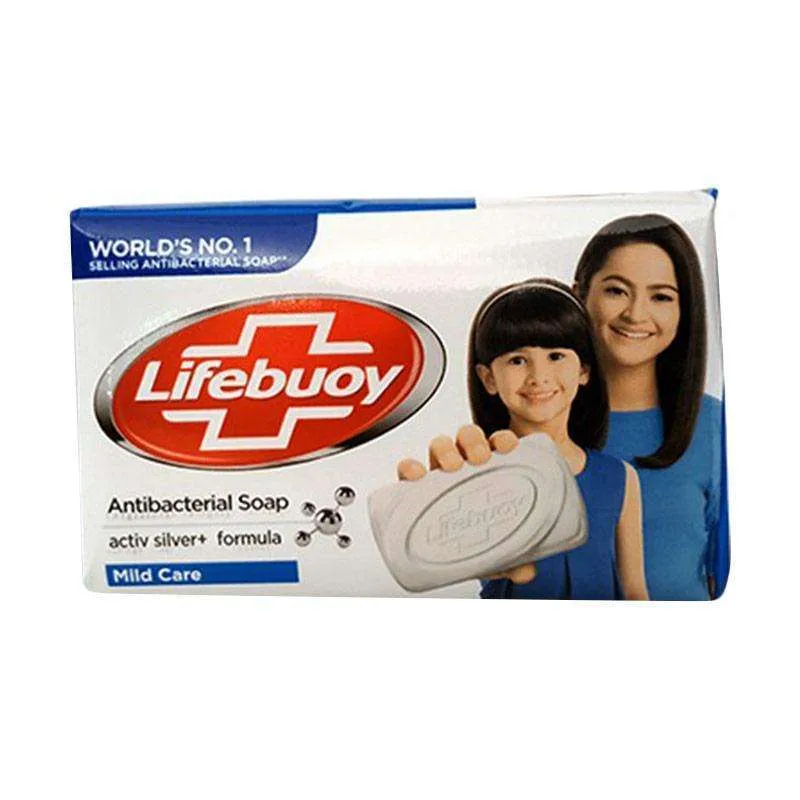 WORLD'S NO. 1
SELLING ANTIBACTERIAL SOAP**
Lifebuoy
Antibacterial Soap
activ silver+ formula
Mild Care
Lifebuoy